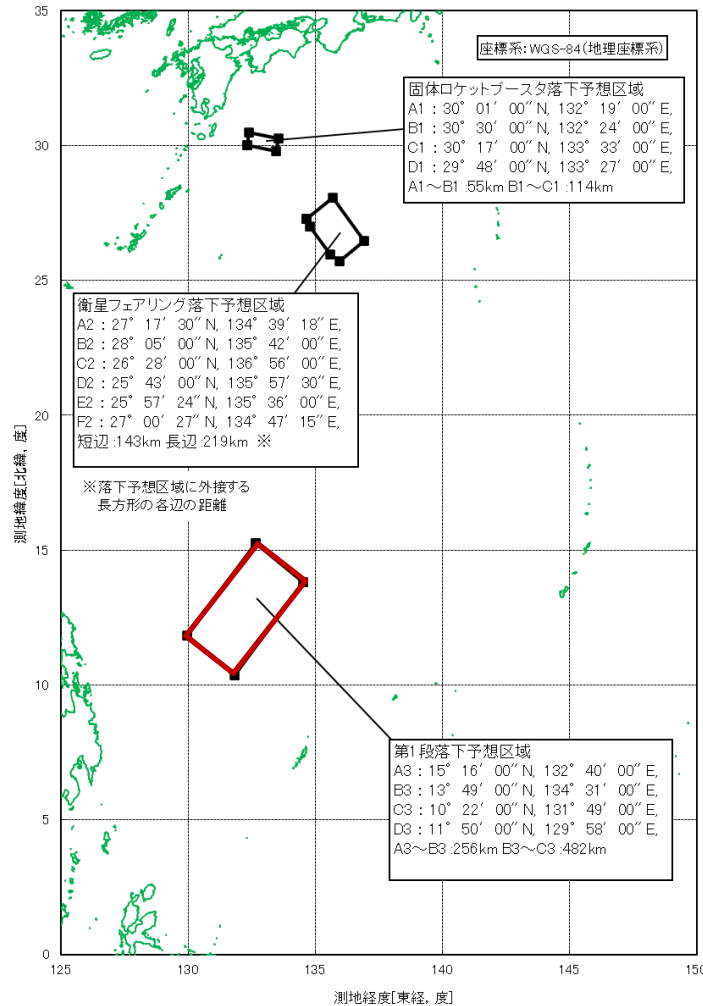 座標系：WGS-84(地理座標系)
固体ロケットブースタ落下予想区域
A1：30° 01′ 00″N, 132° 19′ 00″E,
B1：30° 30′ 00″N, 132° 24′ 00″E,
C1：30° 17′ 00″N, 133° 33′ 00″E,
D1：29° 48′ 00″N, 133° 27′ 00″E,
A1～B1:55km B1～C1:114km
衛星フェアリング落下予想区域
A2：27° 17′ 30″N, 134° 39′ 18″E,
B2：28° 05′ 00″N, 135° 42′ 00″E,
C2：26° 28′ 00″N, 136° 56′ 00″E,
D2：25° 43′ 00″N, 135° 57′ 30″E,
E2：25° 57′ 24″N, 135° 36′ 00″E,
F2：27° 00′ 27″N, 134° 47′ 15″E,
短辺:143km 長辺:219km ※
※落下予想区域に外接する
長方形の各辺の距離
第1段落下予想区域
A3：15° 16′ 00″N, 132° 40′ 00″E,
B3：13° 49′ 00″N, 134° 31′ 00″E,
C3：10° 22′ 00″N, 131° 49′ 00″E,
D3：11° 50′ 00″N, 129° 58′ 00″E,
A3～B3:256km B3～C3:482km
測地緯度[北緯, 度]
35
30
25
20
15
10
5
0
125
130
135
140
145
150
測地経度[東経, 度]